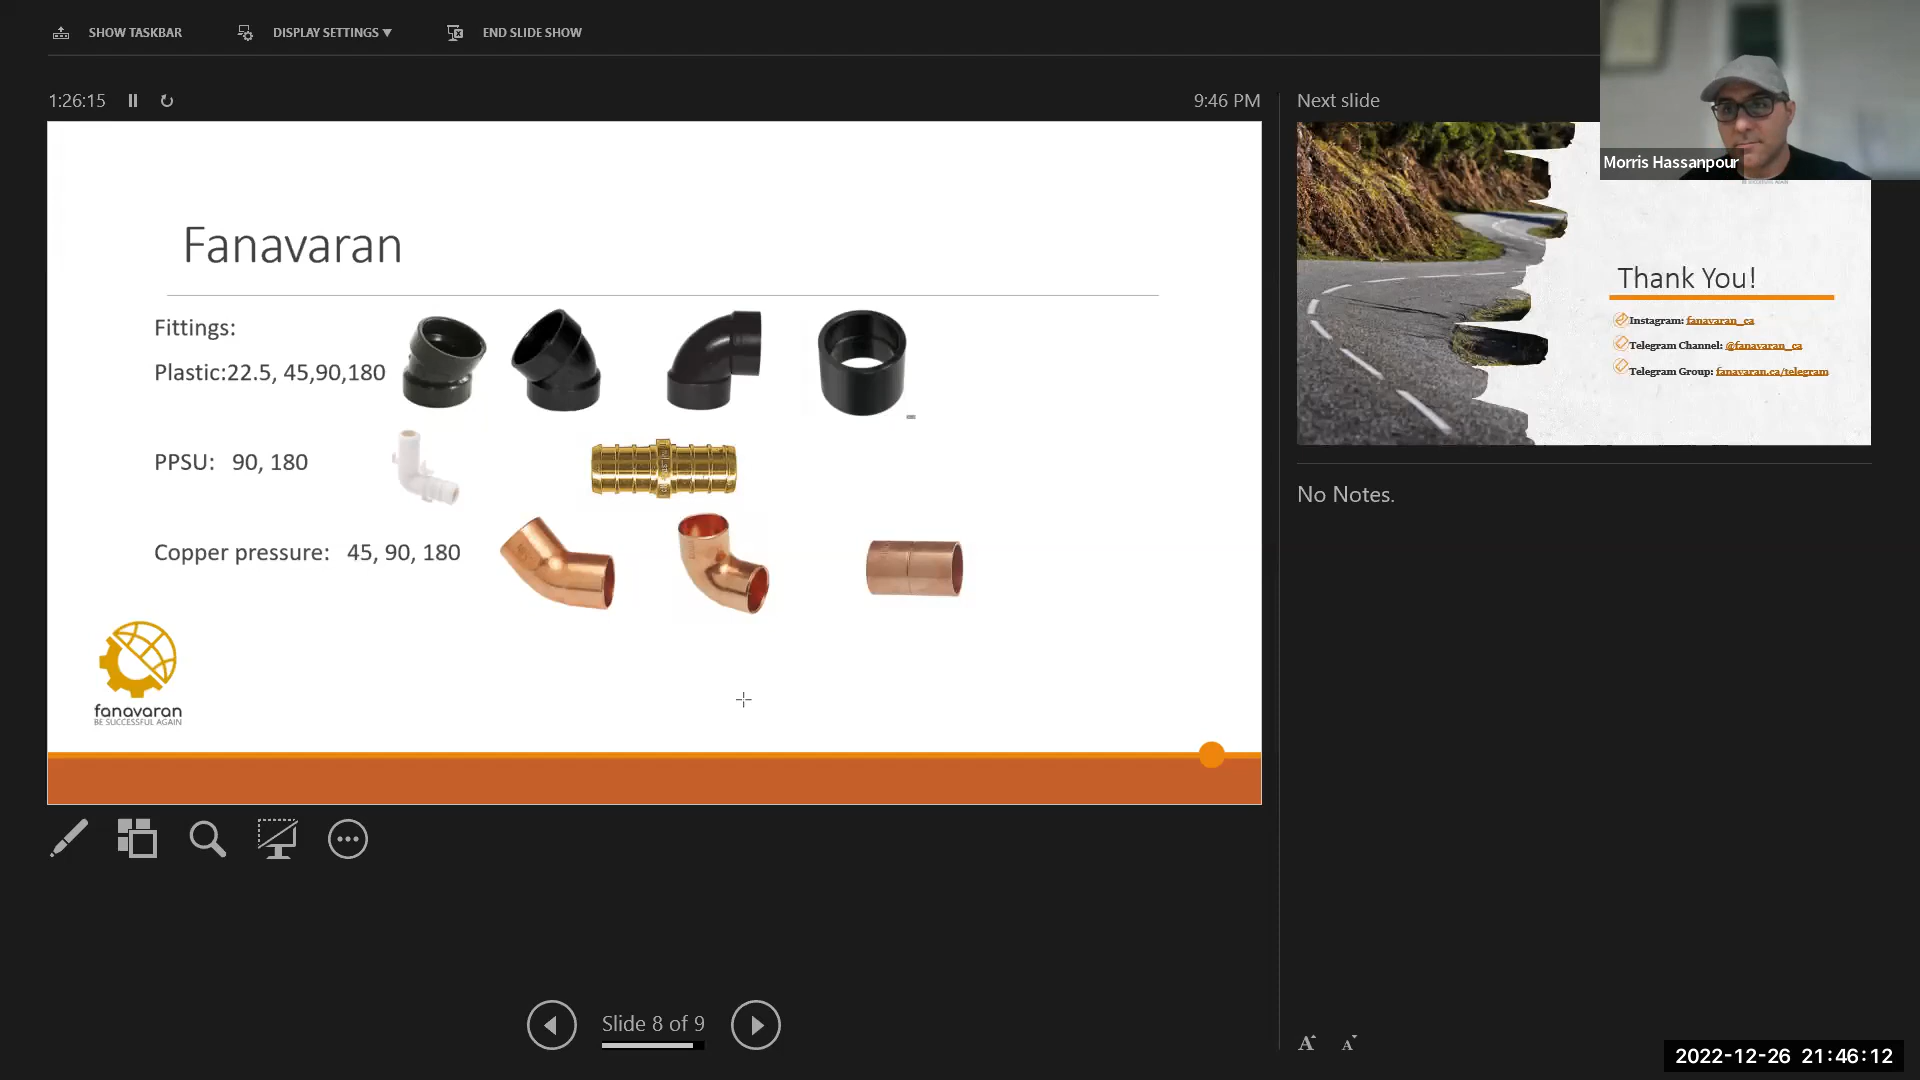 SHOW TASKBAR
DISPLAY SETTINGS ▼
END SLIDE SHOW
1:26:15
9:46 PM
Next slide
Morris Hassanpour
Fanavaran
Fittings:
Plastic:22.5, 45,90,180
PPSU: 90, 180
Copper pressure: 45, 90, 180
fanavaran
BE SUCCESSFUL AGAIN
Thank You!
Instagram: fanavaran_ca
Telegram Channel: @fanavaran_ca
Telegram Group: fanavaran.ca/telegram
No Notes.
Slide 8 of 9
A A
2022-12-26 21:46:12